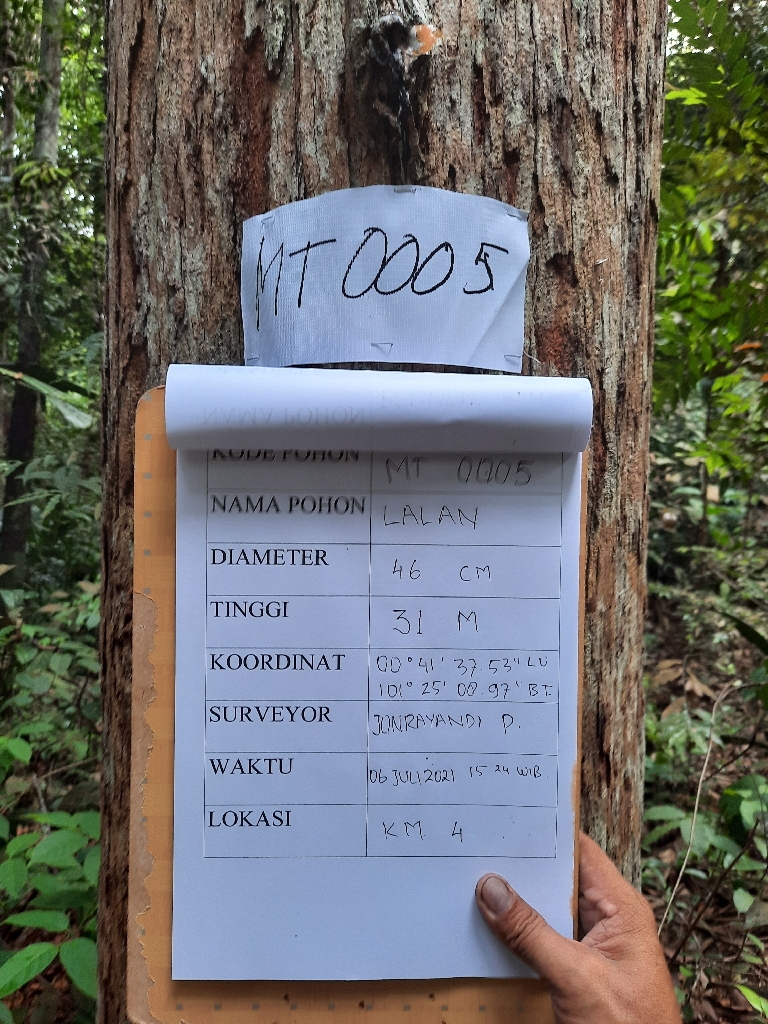 MT 0005
KODE POHON MT 0005
NAMA POHON LALAN
DIAMETER 46 CM
TINGGI 31 M
KOORDINAT 00°41'37.53" LU
101°25'00.97" BT
SURVEYOR JONRAYANDI P.
WAKTU 06 JULI,2021 15 24 WIB
LOKASI KM. 4